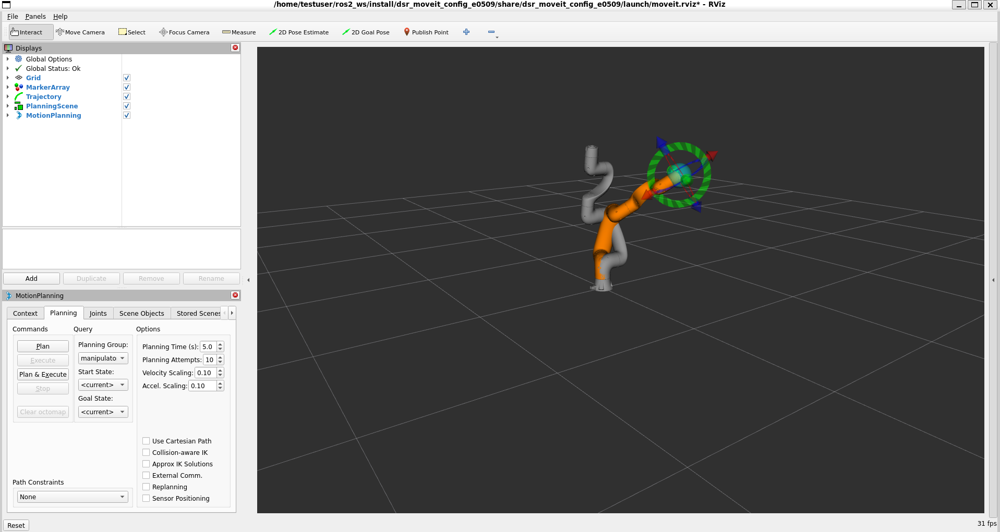 /home/testuser/ros2_ws/install/dsr_moveit_config_e0509/share/dsr_moveit_config_e0509/launch/moveit.rviz* - RViz
File Panels Help
Interact Move Camera Select Focus Camera Measure 2D Pose Estimate 2D Goal Pose Publish Point
Displays
Global Options
Global Status: Ok
Grid
MarkerArray
Trajectory
PlanningScene
MotionPlanning
Add Duplicate Remove Rename
MotionPlanning
Context Planning Joints Scene Objects Stored Scenes
Commands Query Options
Plan
Execute
Plan & Execute
Stop
Clear octomap
Planning Group:
manipulato
Start State:
<current>
Goal State:
<current>
Planning Time (s): 5.0
Planning Attempts: 10
Velocity Scaling: 0.10
Accel. Scaling: 0.10
Use Cartesian Path
Collision-aware IK
Approx IK Solutions
External Comm.
Replanning
Sensor Positioning
Path Constraints
None
Reset
31 fps